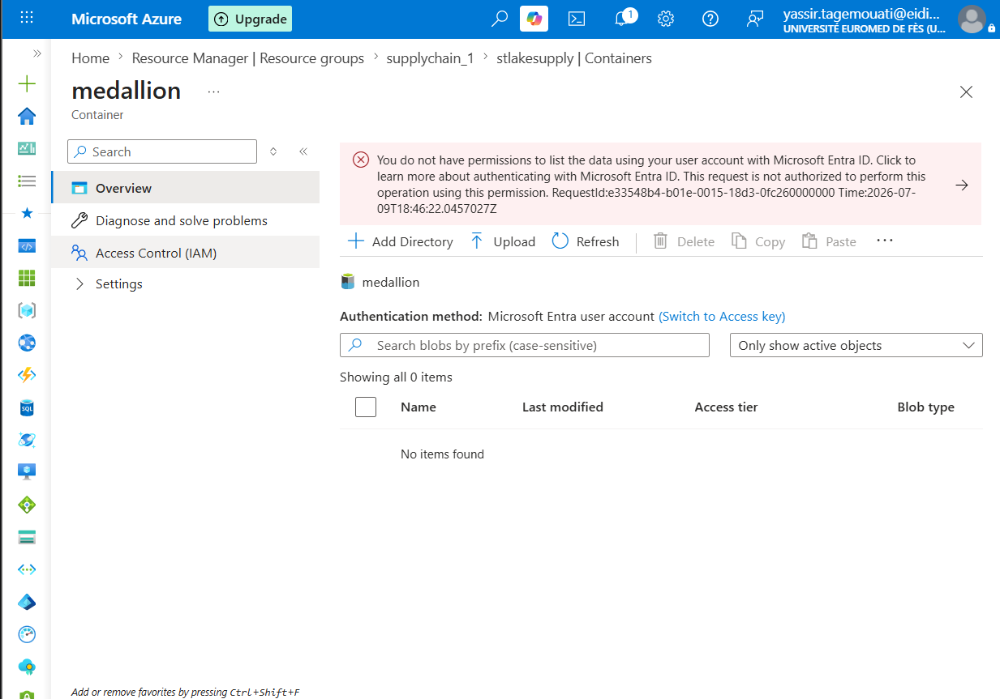 Microsoft Azure
Upgrade
1
yassir.tagemouati@eidi...
UNIVERSITÉ EUROMED DE FÈS (U...
Home > Resource Manager | Resource groups > supplychain_1 > stlakesupply | Containers
medallion ...
Container
Search
Overview
Diagnose and solve problems
Access Control (IAM)
Settings
You do not have permissions to list the data using your user account with Microsoft Entra ID. Click to
learn more about authenticating with Microsoft Entra ID. This request is not authorized to perform this
operation using this permission. RequestId:e33548b4-b01e-0015-18d3-0fc260000000 Time:2026-07-
09T18:46:22.0457027Z
Add Directory Upload Refresh Delete Copy Paste ...
medallion
Authentication method: Microsoft Entra user account (Switch to Access key)
Search blobs by prefix (case-sensitive) Only show active objects
Showing all 0 items
Name Last modified Access tier Blob type
No items found
SQL
Add or remove favorites by pressing Ctrl+Shift+F